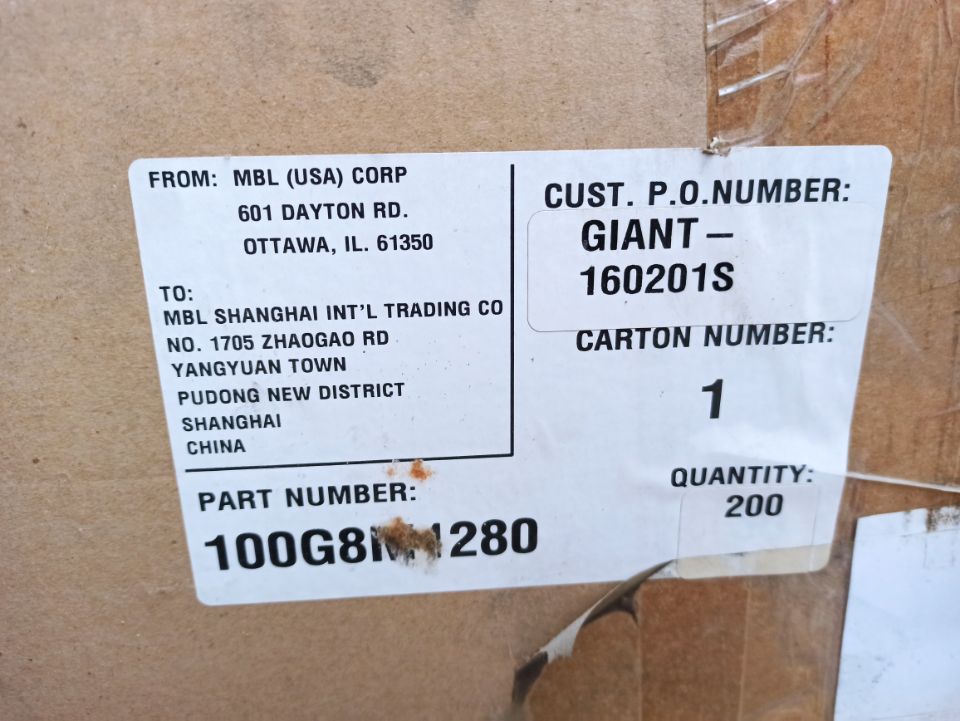 FROM: MBL (USA) CORP
601 DAYTON RD.
OTTAWA, IL. 61350
TO:
MBL SHANGHAI INT'L TRADING CO
NO. 1705 ZHAOGAO RD
YANGYUAN TOWN
PUDONG NEW DISTRICT
SHANGHAI
CHINA
PART NUMBER:
100G8M1280
CUST. P.O.NUMBER:
GIANT-
160201S
CARTON NUMBER:
1
QUANTITY:
200